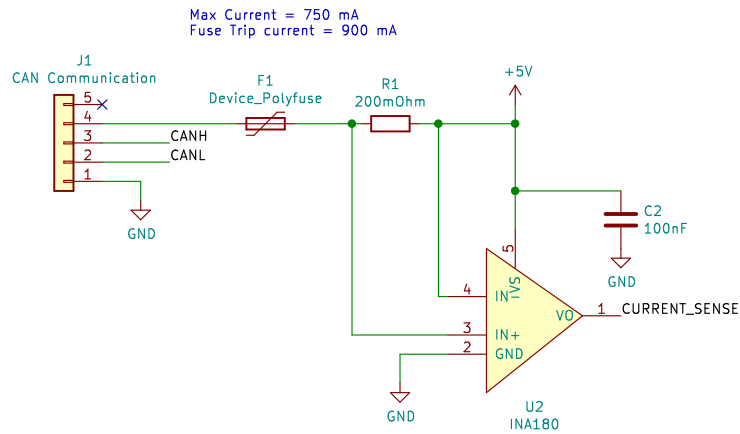 Max Current = 750 mA
Fuse Trip current = 900 mA
J1
CAN Communication
5
4
3
2
1
CANH
CANL
GND
F1
Device_Polyfuse
R1
200mOhm
+5V
C2
100nF
GND
5
VS
4
IN-
3
IN+
2
GND
VO
1
CURRENT_SENSE
GND
U2
INA180